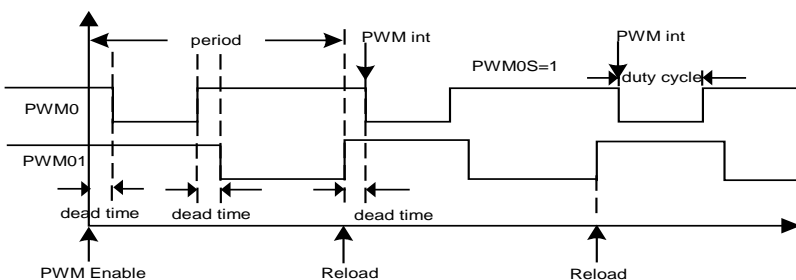 period
PWM int
PWM int
PWM0S=1
duty cycle
PWM0
PWM01
dead time
dead time
dead time
PWM Enable
Reload
Reload